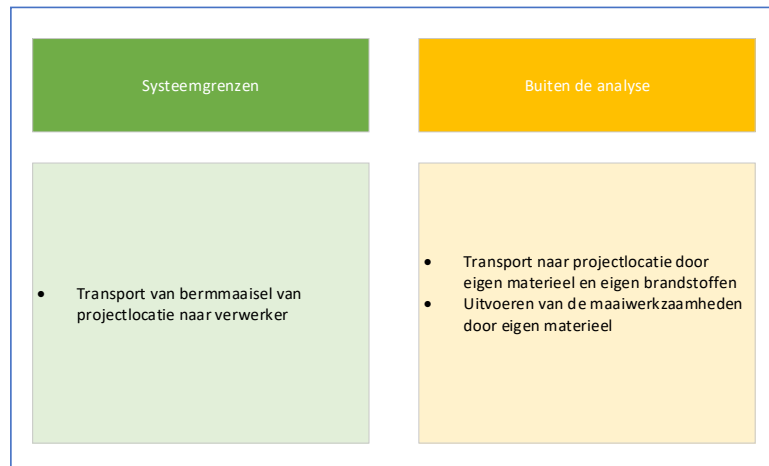 Systeemgrenzen
Buiten de analyse
• Transport van bermmaaisel van
projectlocatie naar verwerker
• Transport naar projectlocatie door
eigen materieel en eigen brandstoffen
• Uitvoeren van de maaiwerkzaamheden
door eigen materieel